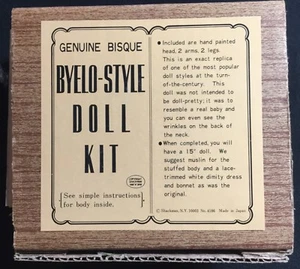 GENUINE BISQUE
BYELO-STYLE
DOLL
KIT
[See simple instructions
for body inside.]
• Included are hand painted
head, 2 arms, 2 legs.
This is an exact replica
of one of the most popular
doll styles at the turn-
of-the-century. This
doll was not intended to
be doll-pretty; it was to
resemble a real baby and
you can even see the
wrinkles on the back of
the neck.
• When completed, you will
have a 15" doll. We
suggest muslin for the
stuffed body and a lace-
trimmed white dimity dress
and bonnet as was the
original.
Made in Japan